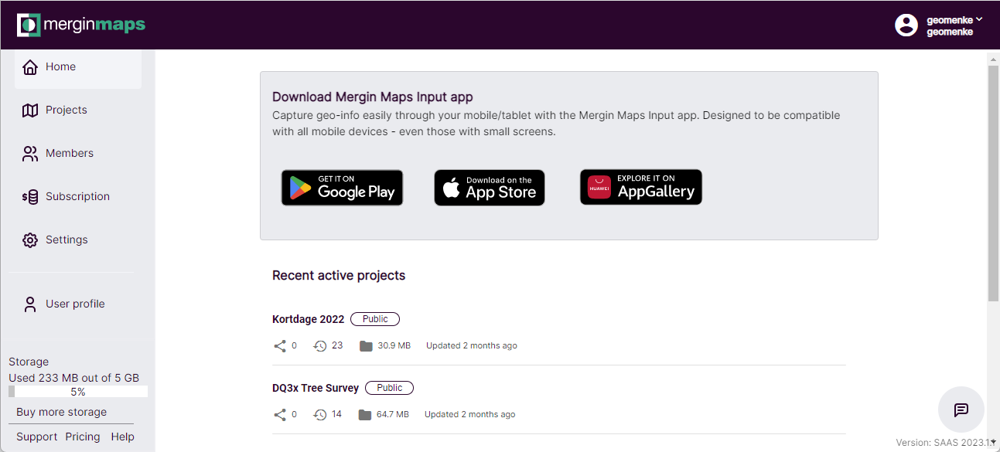 merginmaps
geomenke
geomenke
Home
Projects
Members
Subscription
Settings
User profile
Storage
Used 233 MB out of 5 GB
5%
Buy more storage
Support Pricing Help
Download Mergin Maps Input app
Capture geo-info easily through your mobile/tablet with the Mergin Maps Input app. Designed to be compatible
with all mobile devices - even those with small screens.
GET IT ON
Google Play
Download on the
App Store
HUAWEI
EXPLORE IT ON
AppGallery
Recent active projects
Kortdage 2022 Public
0 23 30.9 MB Updated 2 months ago
DQ3x Tree Survey Public
0 14 64.7 MB Updated 2 months ago
Version: SAAS 2023.1.1